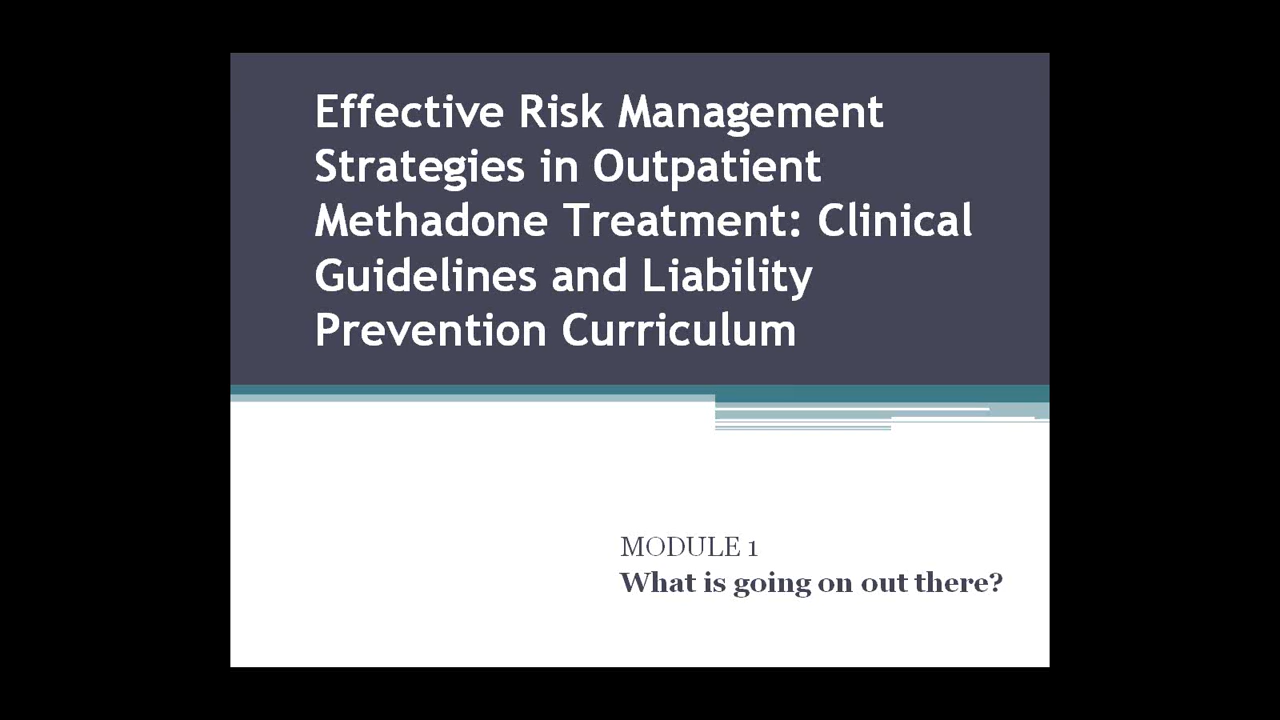 Effective Risk Management
Strategies in Outpatient
Methadone Treatment: Clinical
Guidelines and Liability
Prevention Curriculum
MODULE 1
What is going on out there?